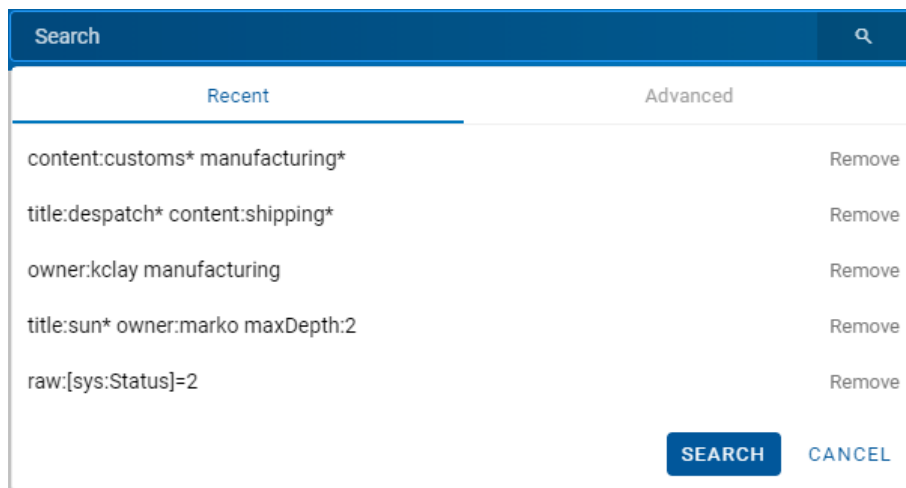 Search
Recent Advanced
content:customs* manufacturing* Remove
title:despatch* content:shipping* Remove
owner:kclay manufacturing Remove
title:sun* owner:marko maxDepth:2 Remove
raw:[sys:Status]=2 Remove
SEARCH CANCEL